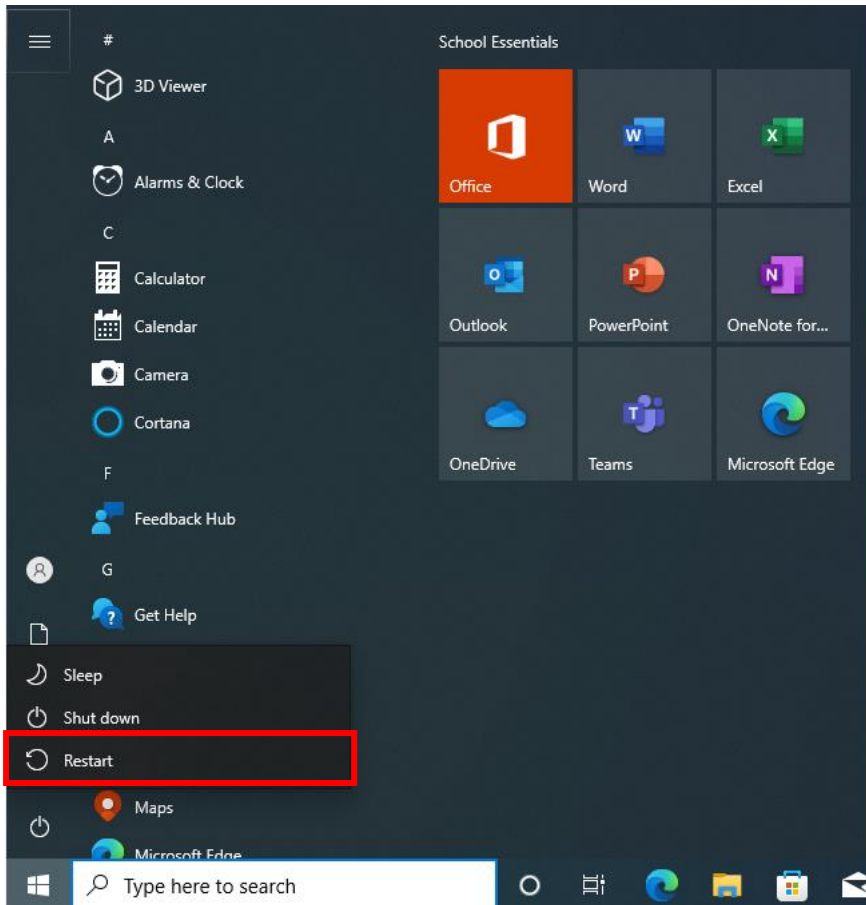 #
3D Viewer
A
Alarms & Clock
C
Calculator
Calendar
Camera
Cortana
F
Feedback Hub
G
Get Help
Sleep
Shut down
Restart
Maps
Microsoft Edge
School Essentials
Office
Word
Excel
Outlook
PowerPoint
OneNote for...
OneDrive
Teams
Microsoft Edge
Type here to search